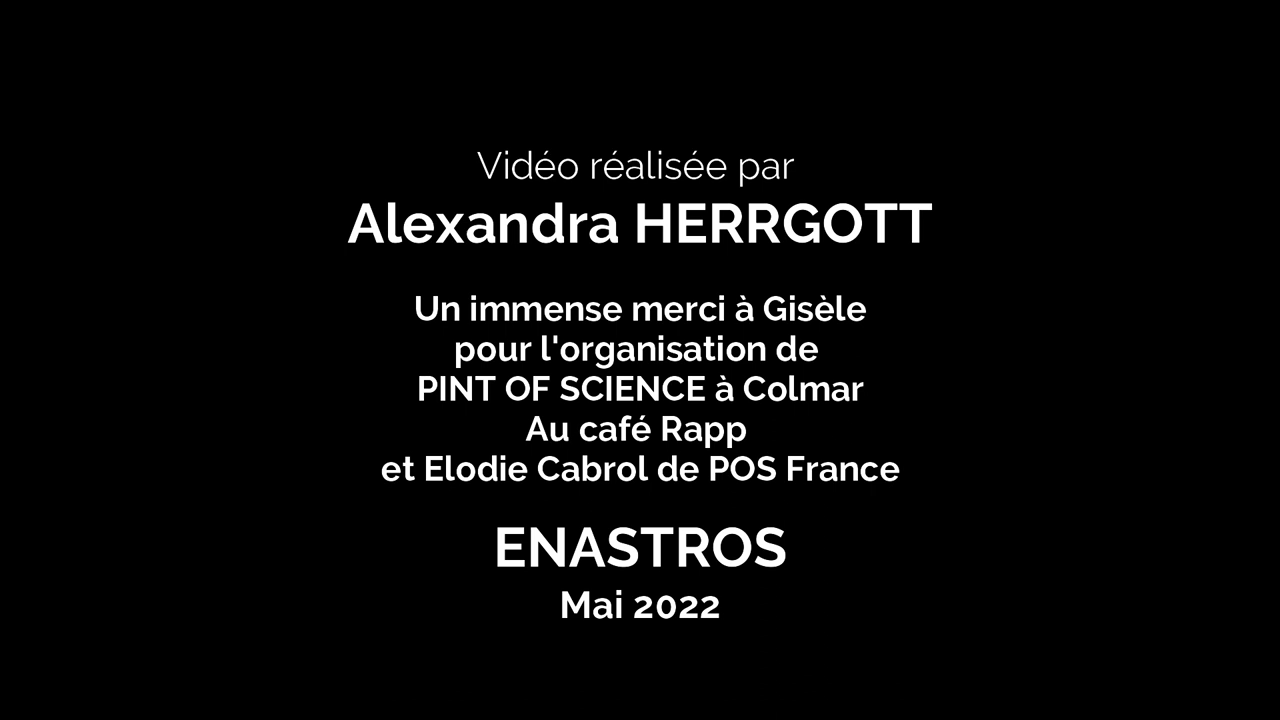 Vidéo réalisée par
Alexandra HERRGOTT
Un immense merci à Gisèle
pour l'organisation de
PINT OF SCIENCE à Colmar
Au café Rapp
et Elodie Cabrol de POS France
ENASTROS
Mai 2022